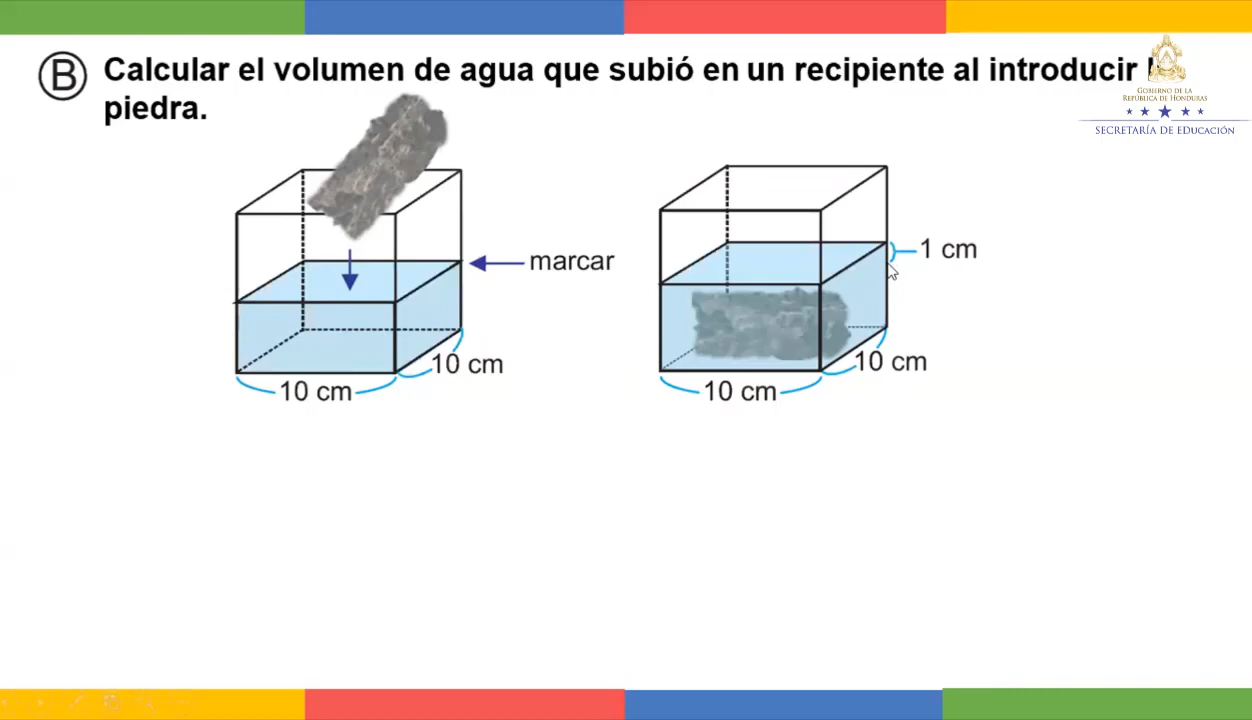 B Calcular el volumen de agua que subió en un recipiente al introducir
piedra.
GOBIERNO DE LA
REPÚBLICA DE HONDURAS
SECRETARÍA DE EDUCACIÓN
marcar
1 cm
10 cm
10 cm
10 cm
10 cm